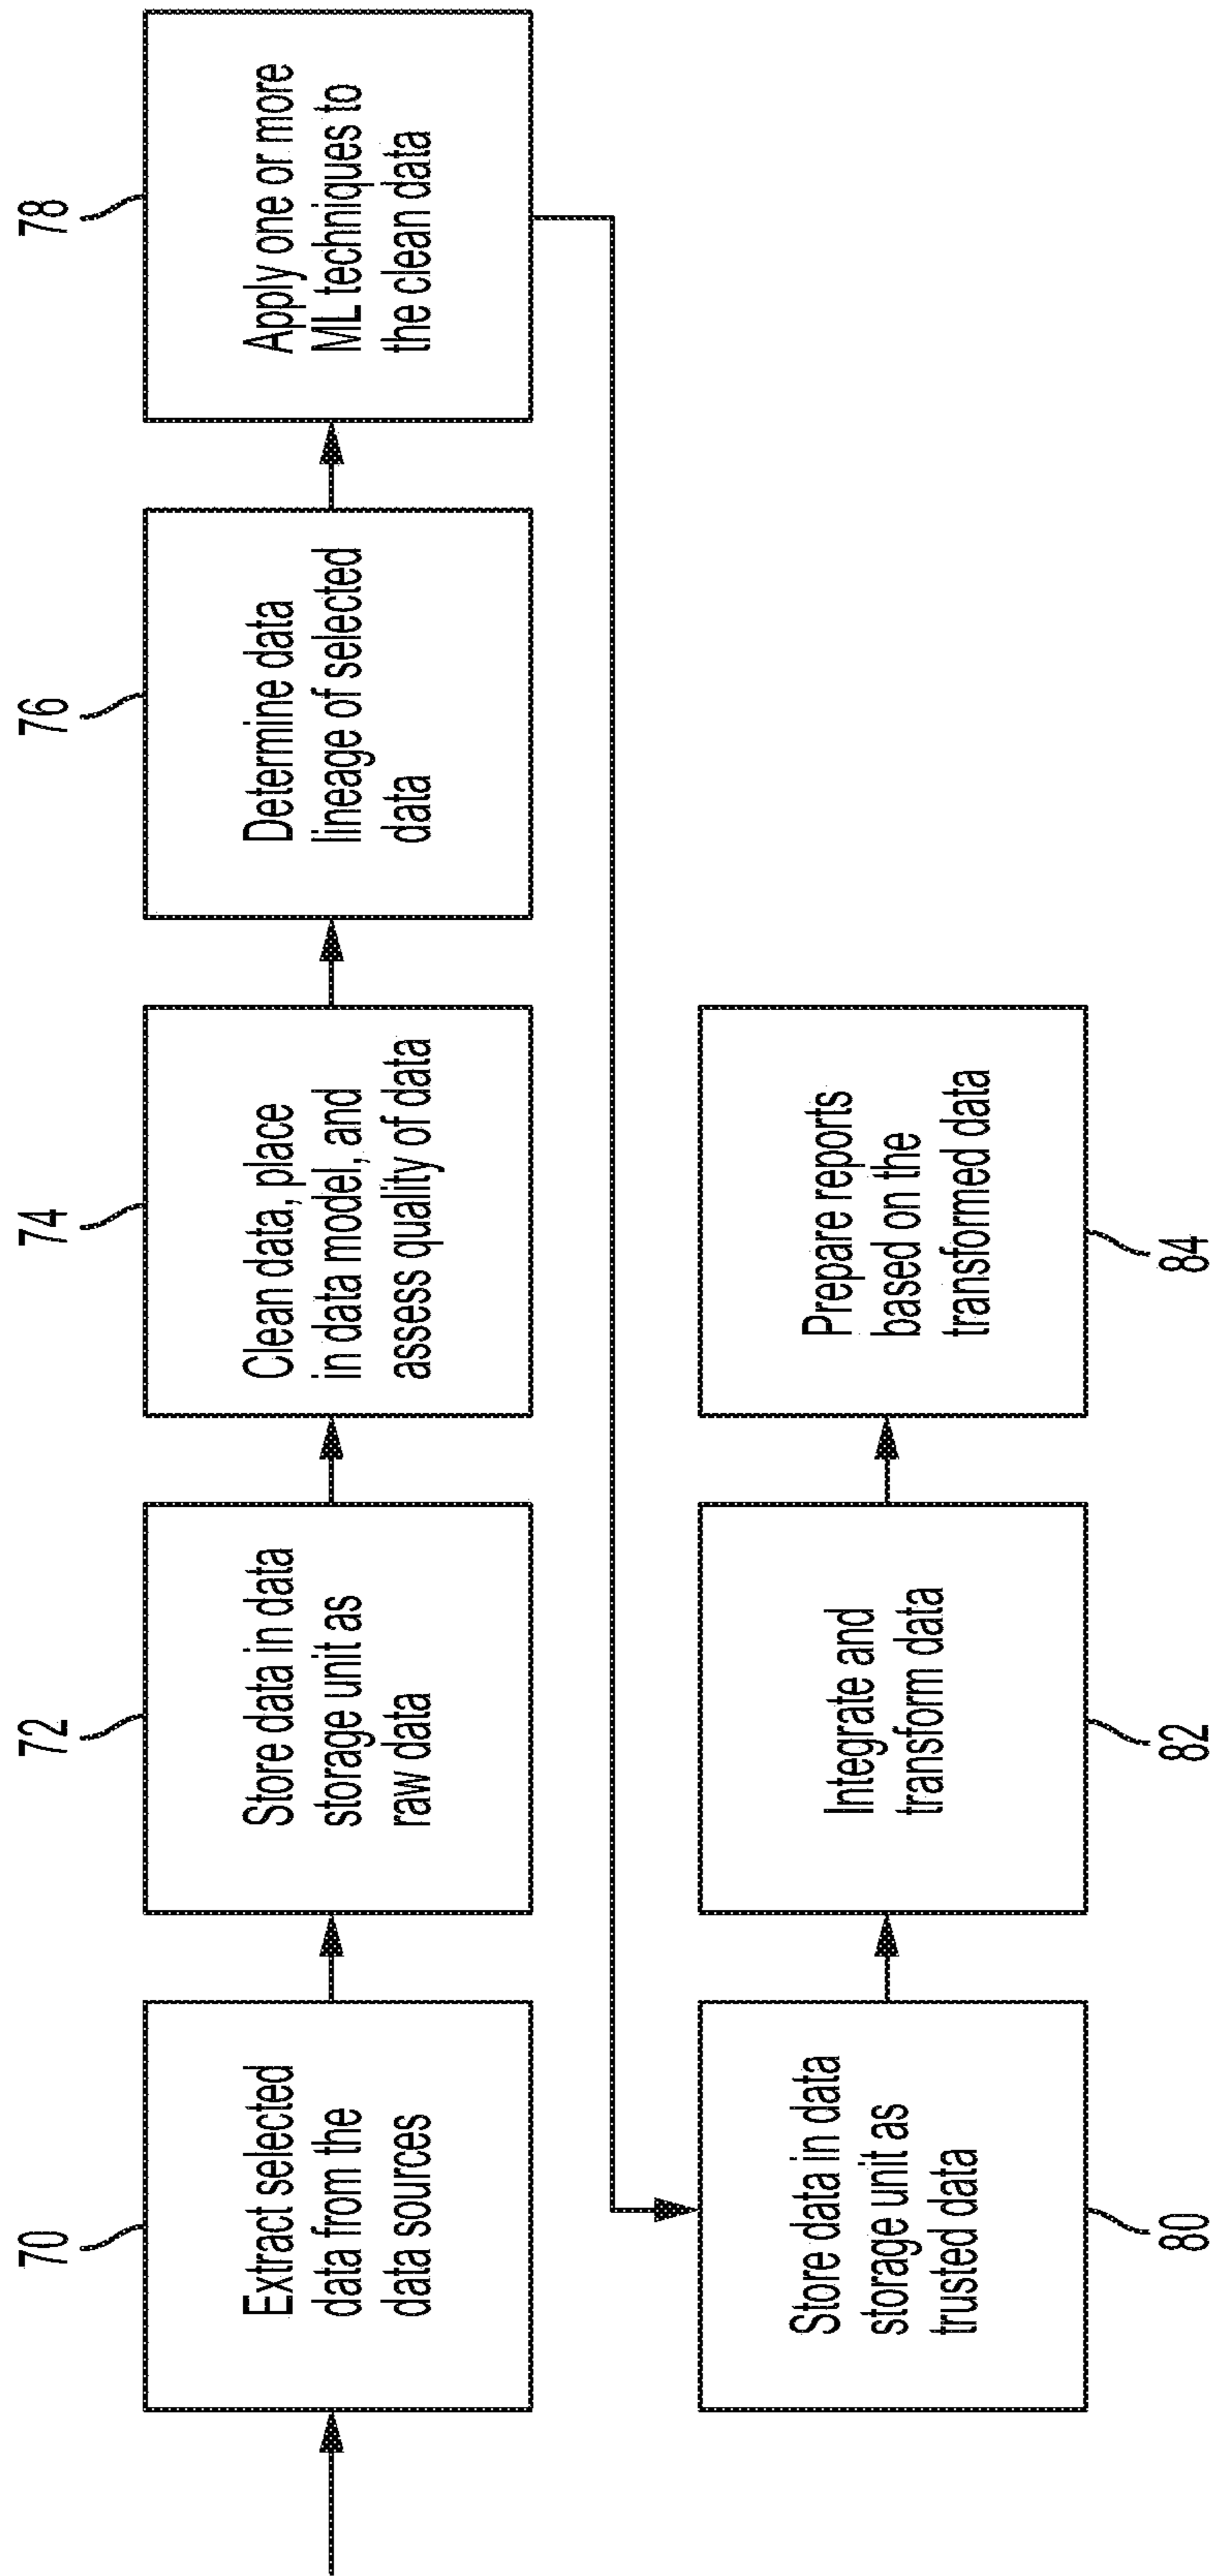 70
Extract selected
data from the
data sources
72
Store data in data
storage unit as
raw data
74
Clean data, place
in data model, and
assess quality of data
76
Determine data
lineage of selected
data
78
Apply one or more
ML techniques to
the clean data
Store data in data
storage unit as
trusted data
80
Integrate and
transform data
82
Prepare reports
based on the
transformed data
84